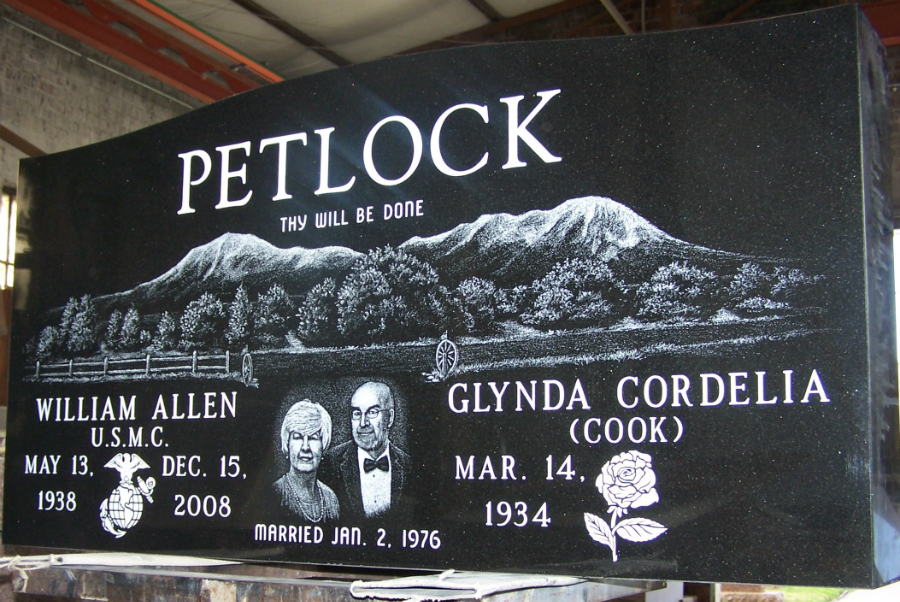 PETLOCK
THY WILL BE DONE
WILLIAM ALLEN
U.S.M.C.
MAY 13, DEC. 15,
1938 2008
MARRIED JAN. 2, 1976
GLYNDA CORDELIA
(COOK)
MAR. 14,
1934